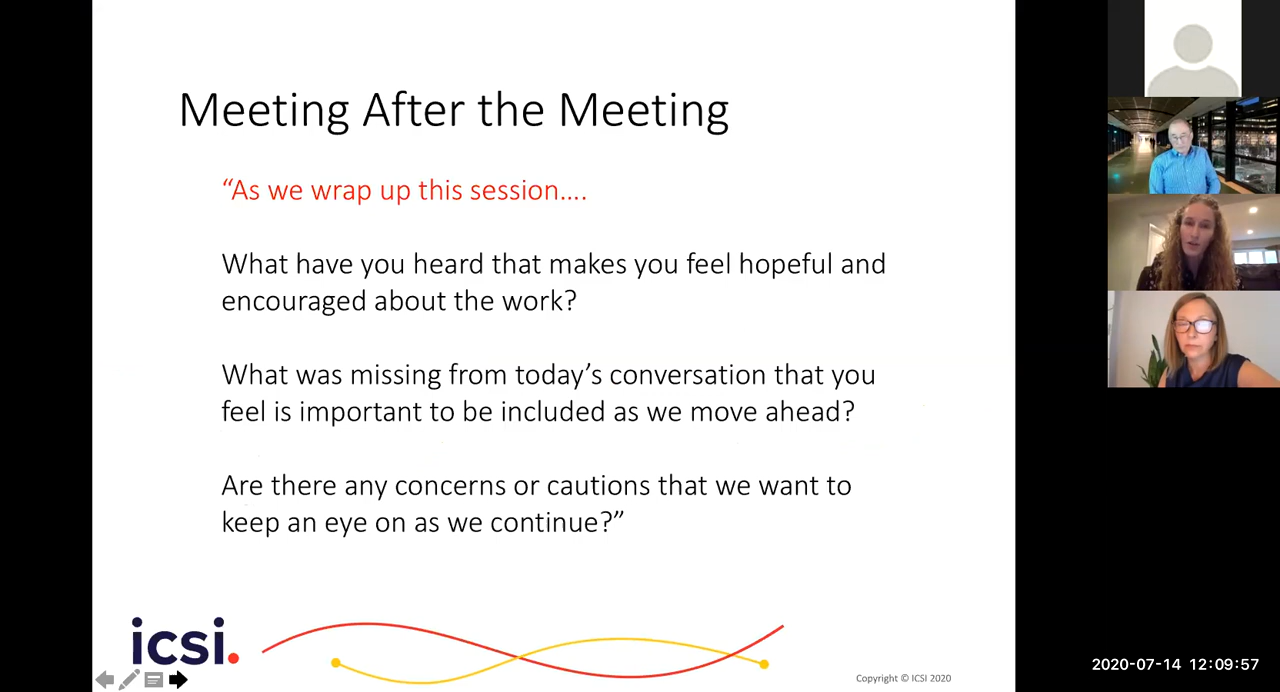 Meeting After the Meeting
“As we wrap up this session….
What have you heard that makes you feel hopeful and
encouraged about the work?
What was missing from today’s conversation that you
feel is important to be included as we move ahead?
Are there any concerns or cautions that we want to
keep an eye on as we continue?”
icsi.
Copyright © ICSI 2020
2020-07-14 12:09:57